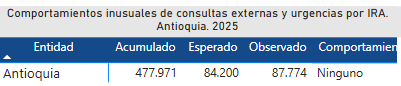 Comportamientos inusuales de consultas externas y urgencias por IRA.
Antioquia. 2025
Entidad Acumulado Esperado Observado Comportamien
Antioquia 477.971 84.200 87.774 Ninguno